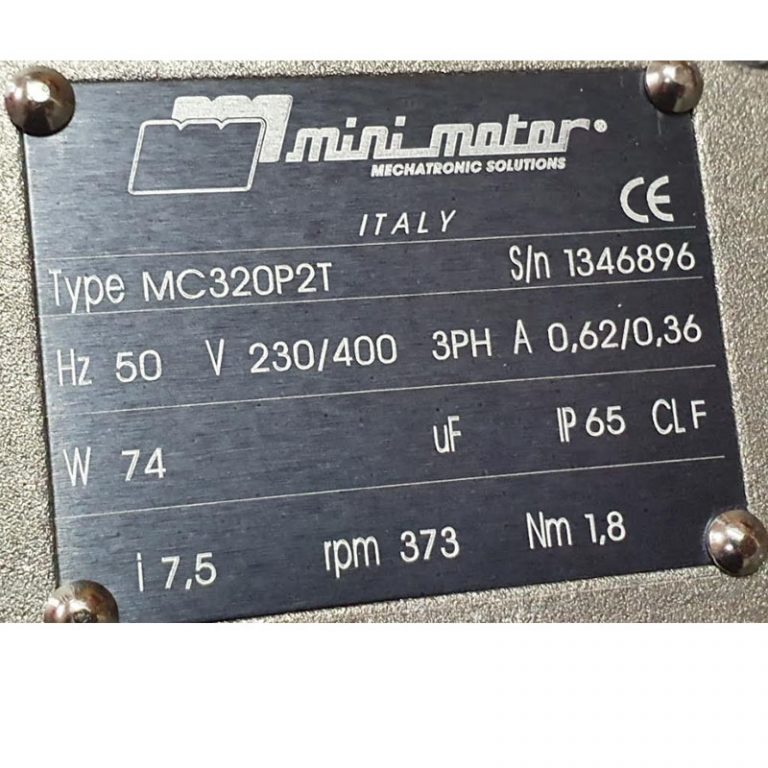 mini motor®
MECHATRONIC SOLUTIONS
ITALY
CE
Type MC320P2T S/n 1346896
Hz 50 V 230/400 3PH A 0,62/0,36
W 74 uF IP 65 CL F
i 7,5 rpm 373 Nm 1,8